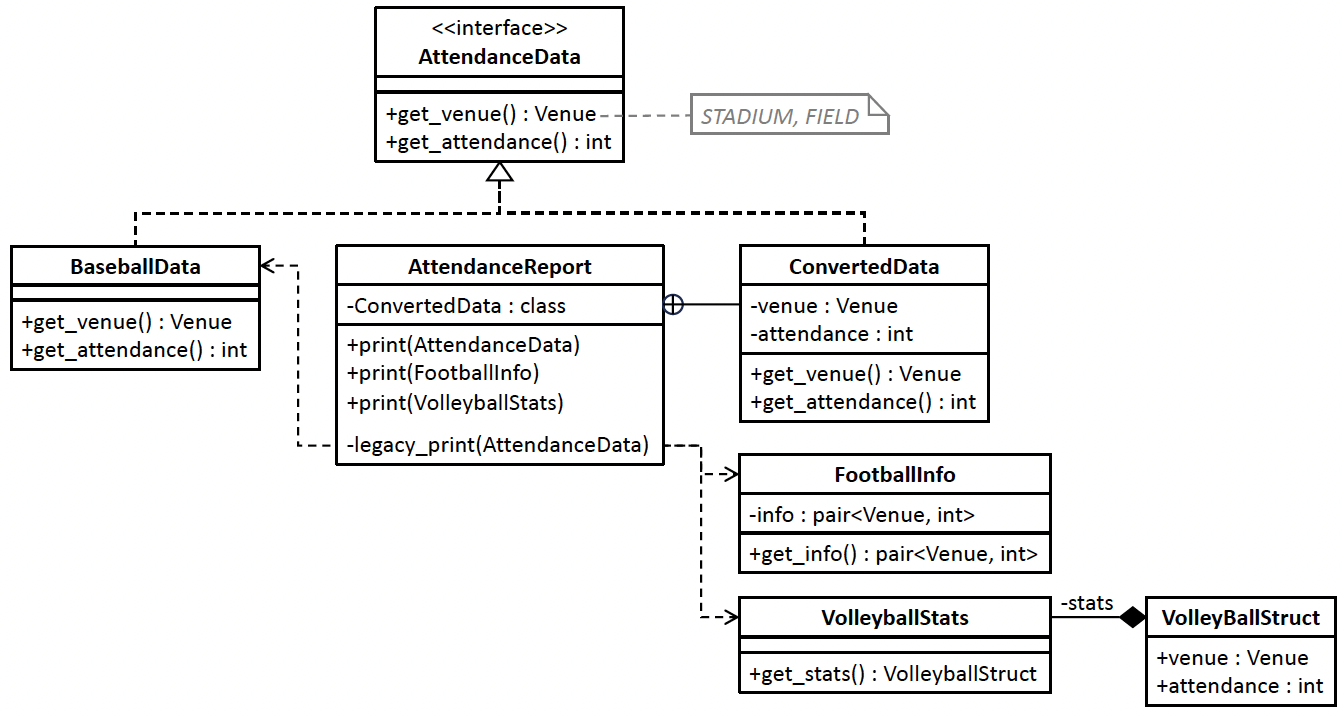 <<interface>>
AttendanceData
+get_venue() : Venue
+get_attendance() : int
STADIUM, FIELD
BaseballData
+get_venue() : Venue
+get_attendance() : int
AttendanceReport
-ConvertedData : class
+print(AttendanceData)
+print(FootballInfo)
+print(VolleyballStats)
-legacy_print(AttendanceData)
ConvertedData
-venue : Venue
-attendance : int
+get_venue() : Venue
+get_attendance() : int
FootballInfo
-info : pair<Venue, int>
+get_info() : pair<Venue, int>
VolleyballStats
+get_stats() : VolleyballStruct
-stats
VolleyBallStruct
+venue : Venue
+attendance : int